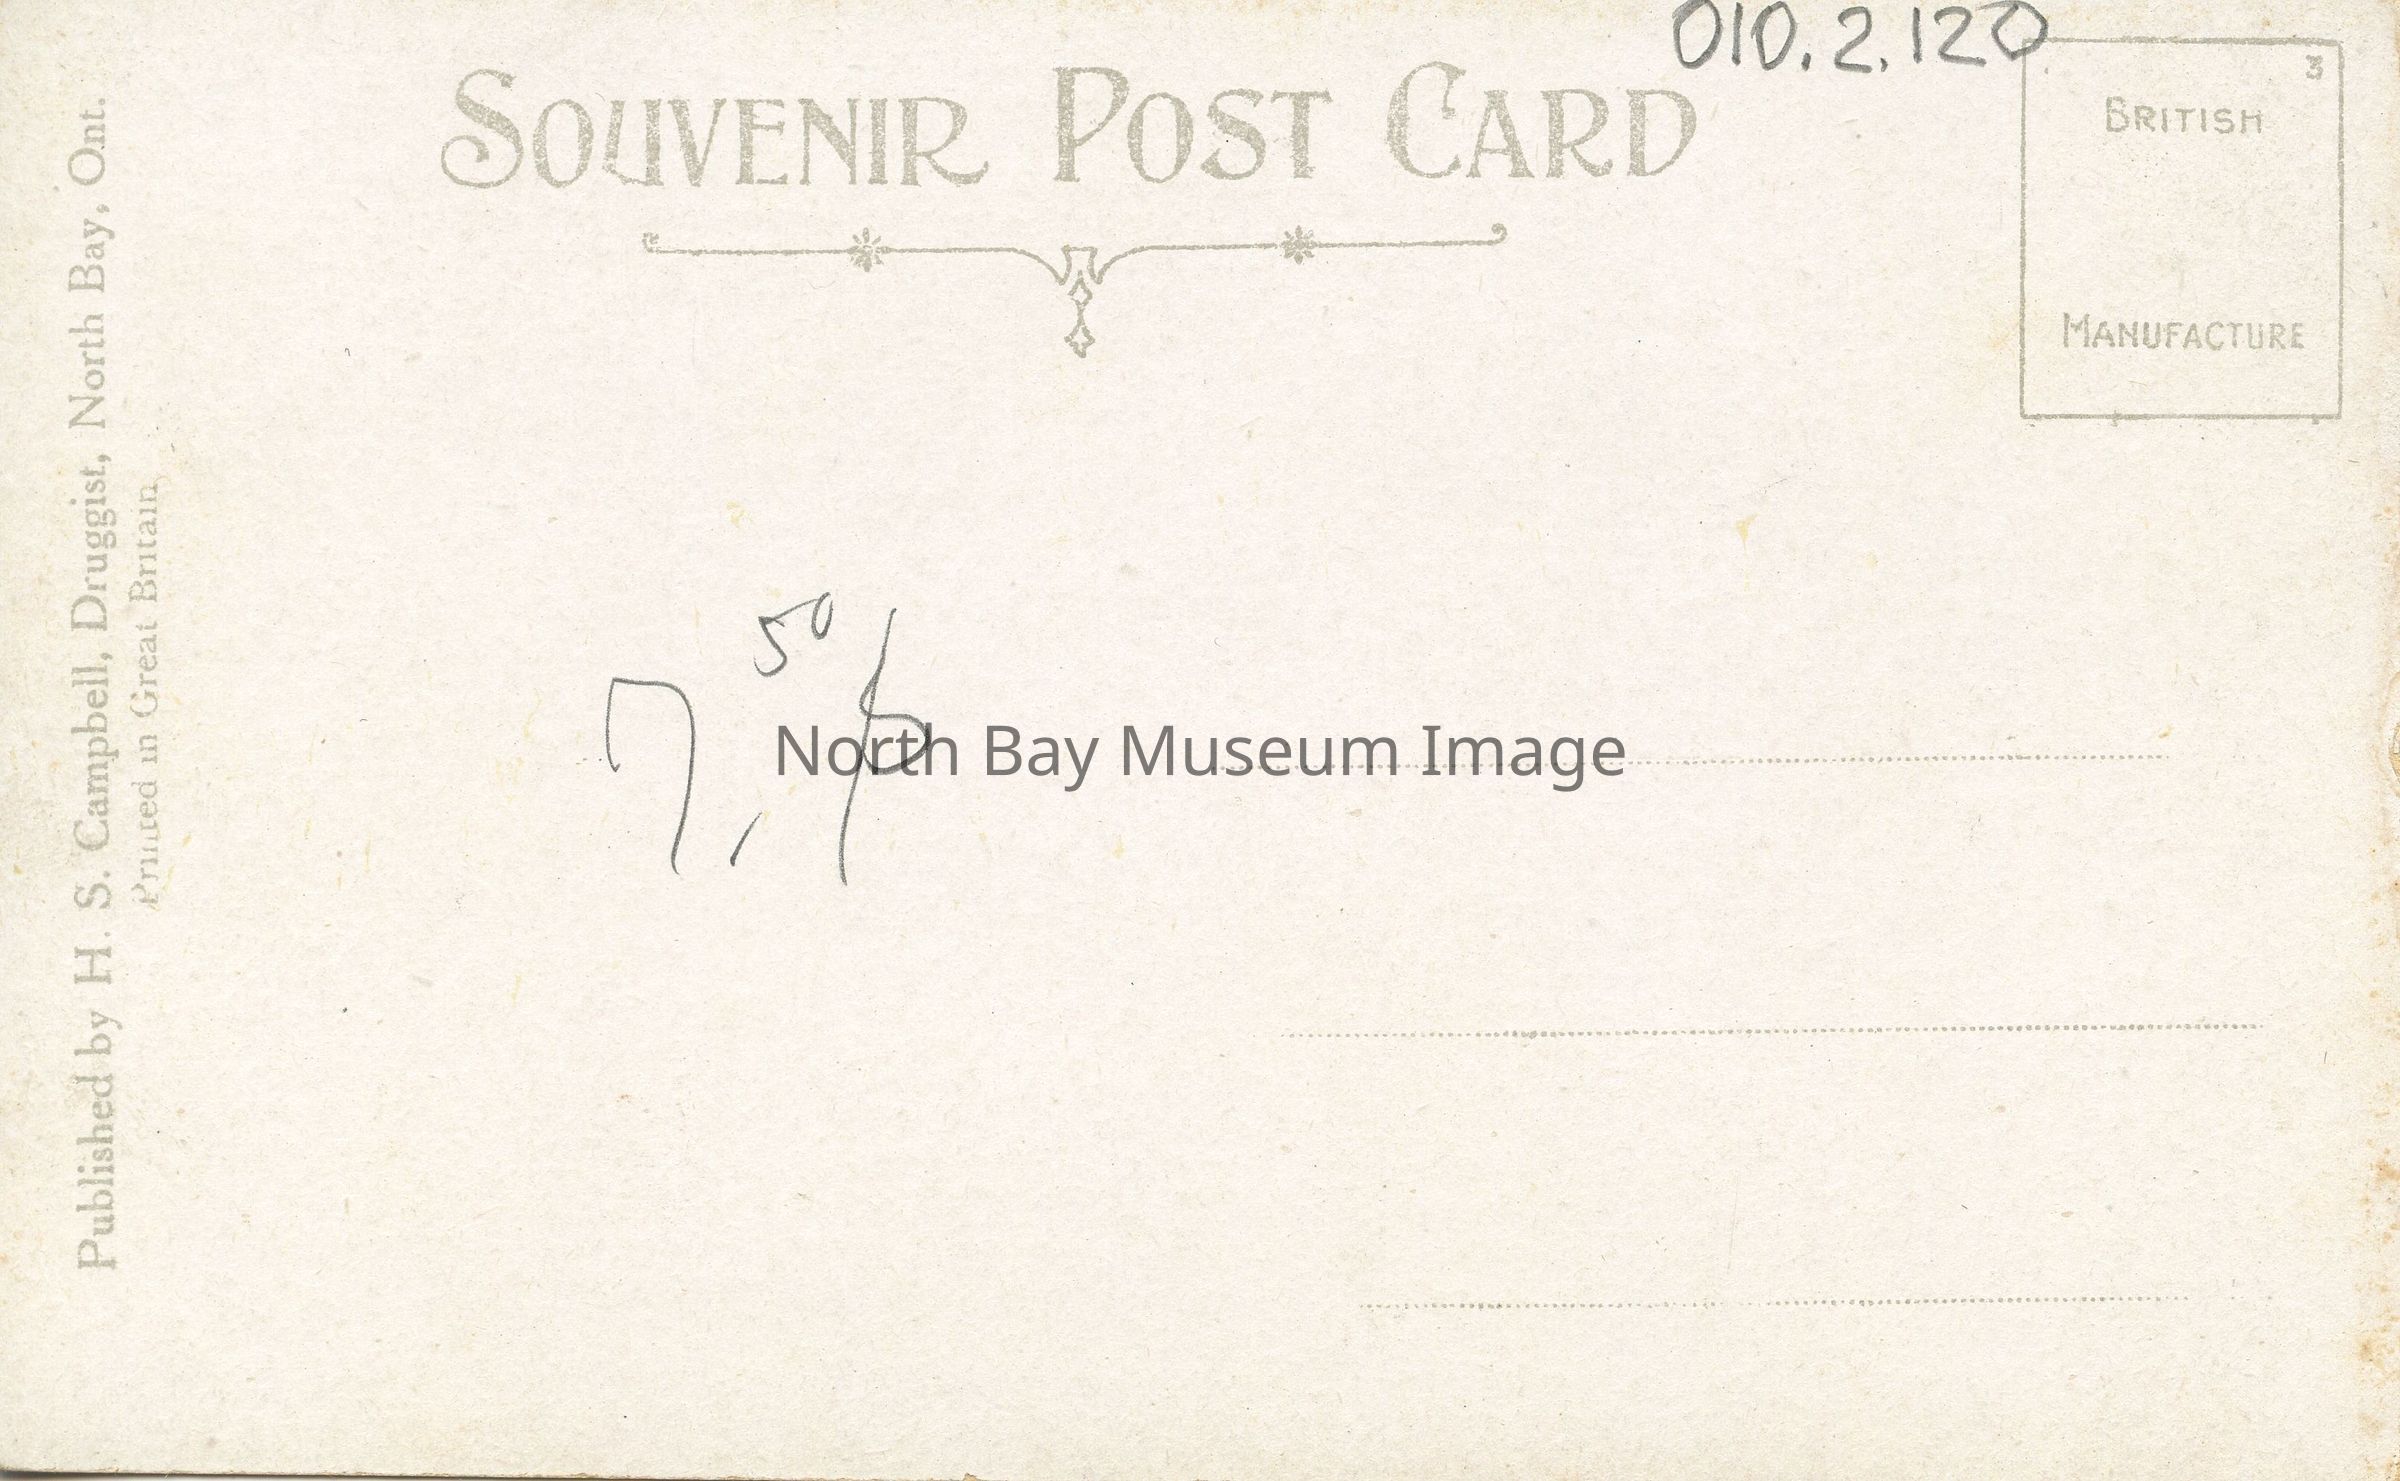 010.2.120
SOUVENIR POST CARD
3
BRITISH
MANUFACTURE
Published by H. S. Campbell, Druggist, North Bay, Ont.
Printed in Great Britain
50
7,
North Bay Museum Image